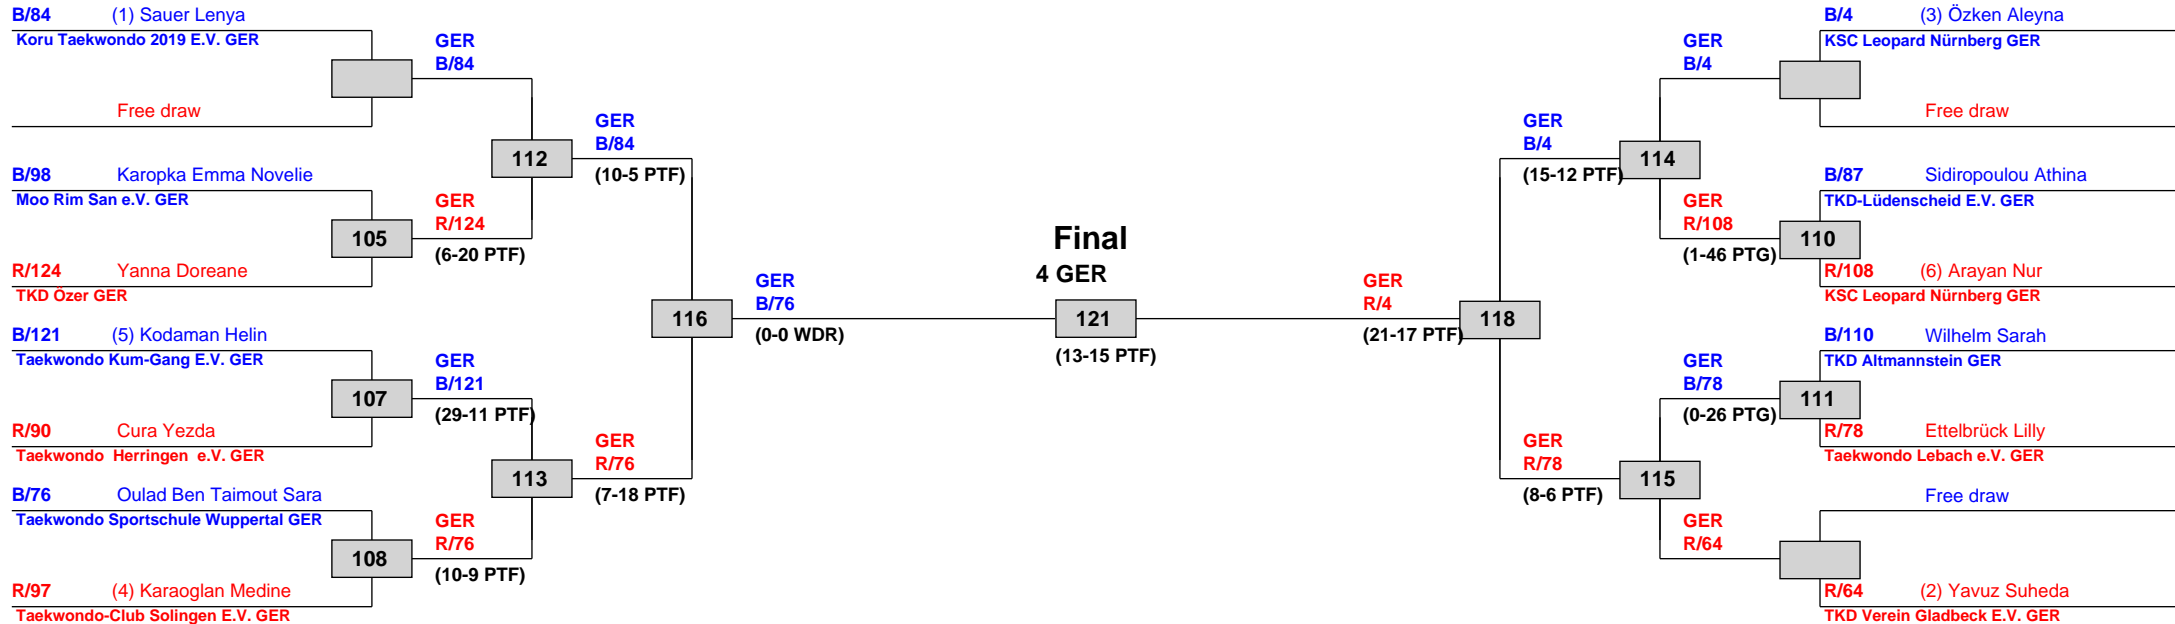 B/84 (1) Sauer Lenya
Koru Taekwondo 2019 E.V. GER
Free draw
GER
B/84
B/98 Karopka Emma Novelie
Moo Rim San e.V. GER
105
R/124 Yanna Doreane
TKD Özer GER
GER
R/124
(6-20 PTF)
112
GER
B/84
(10-5 PTF)
B/121 (5) Kodaman Helin
Taekwondo Kum-Gang E.V. GER
107
R/90 Cura Yezda
Taekwondo Herringen e.V. GER
GER
B/121
(29-11 PTF)
B/76 Oulad Ben Taimout Sara
Taekwondo Sportschule Wuppertal GER
108
R/97 (4) Karaoglan Medine
Taekwondo-Club Solingen E.V. GER
GER
R/76
(10-9 PTF)
113
GER
R/76
(7-18 PTF)
116
GER
B/76
(0-0 WDR)
Final
4 GER
121
(13-15 PTF)
GER
R/4
(21-17 PTF)
118
GER
B/4
(15-12 PTF)
114
GER
B/4
B/4 (3) Özken Aleyna
KSC Leopard Nürnberg GER
Free draw
GER
R/108
(1-46 PTG)
B/87 Sidiropoulou Athina
TKD-Lüdenscheid E.V. GER
110
R/108 (6) Arayan Nur
KSC Leopard Nürnberg GER
GER
R/78
(8-6 PTF)
115
GER
B/78
(0-26 PTG)
B/110 Wilhelm Sarah
TKD Altmannstein GER
111
R/78 Ettelbrück Lilly
Taekwondo Lebach e.V. GER
GER
R/64
Free draw
R/64 (2) Yavuz Suheda
TKD Verein Gladbeck E.V. GER